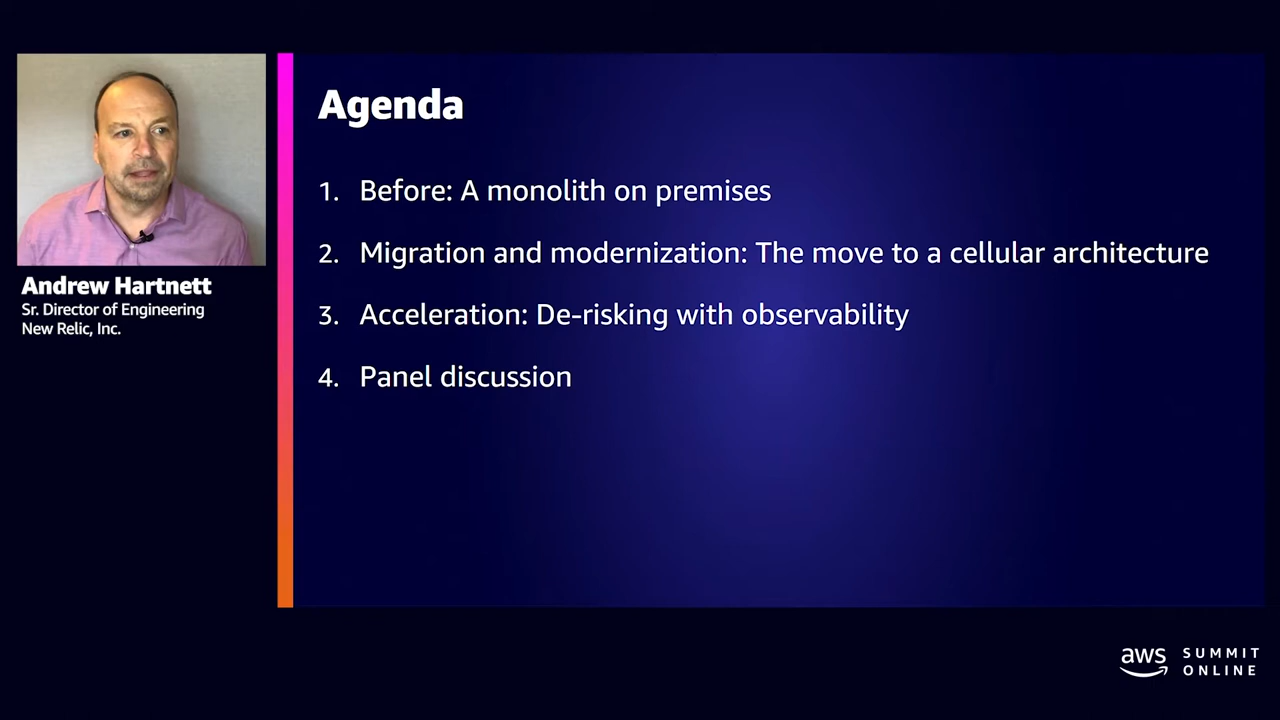 Agenda
1. Before: A monolith on premises
2. Migration and modernization: The move to a cellular architecture
3. Acceleration: De-risking with observability
4. Panel discussion
Andrew Hartnett
Sr. Director of Engineering
New Relic, Inc.
aws
SUMMIT
ONLINE